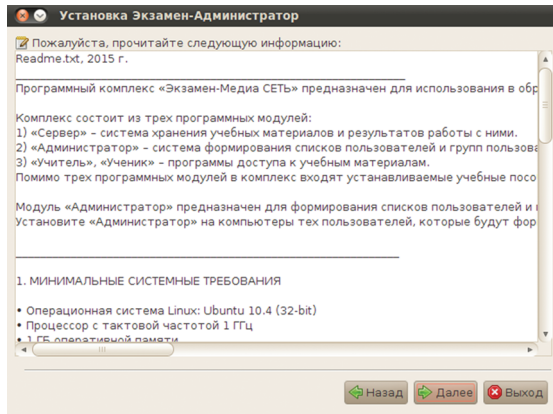 Установка Экзамен-Администратор
Пожалуйста, прочитайте следующую информацию:
Readme.txt, 2015 г.
Программный комплекс «Экзамен-Медиа СЕТЬ» предназначен для использования в
Комплекс состоит из трех программных модулей:
1) «Сервер» – система хранения учебных материалов и результатов работы с ними.
2) «Администратор» – система формирования списков пользователей и групп
3) «Учитель», «Ученик» – программы доступа к учебным материалам.
Помимо трех программных модулей в комплекс входят устанавливаемые учебные
Модуль «Администратор» предназначен для формирования списков пользователей и
Установите «Администратор» на компьютеры тех пользователей, которые будут
1. МИНИМАЛЬНЫЕ СИСТЕМНЫЕ ТРЕБОВАНИЯ
• Операционная система Linux: Ubuntu 10.4 (32-bit)
• Процессор с тактовой частотой 1 ГГц
• 1 ГБ оперативной памяти
Назад Далее Выход